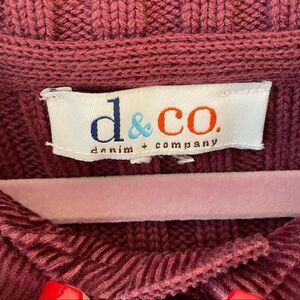 d&co.
denim + company